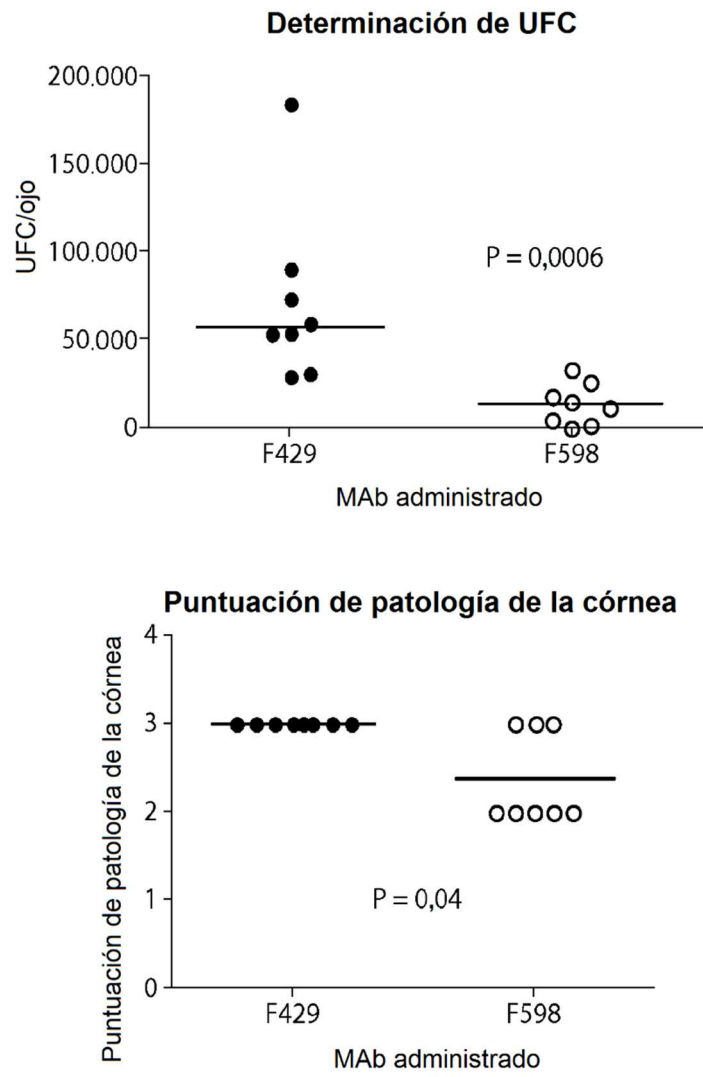 Determinación de UFC
200.000
150.000
100.000
50.000
0
UFC/ojo
P = 0,0006
F429
F598
MAb administrado
Puntuación de patología de la córnea
4
3
2
1
0
Puntuación de patología de la córnea
P = 0,04
F429
F598
MAb administrado